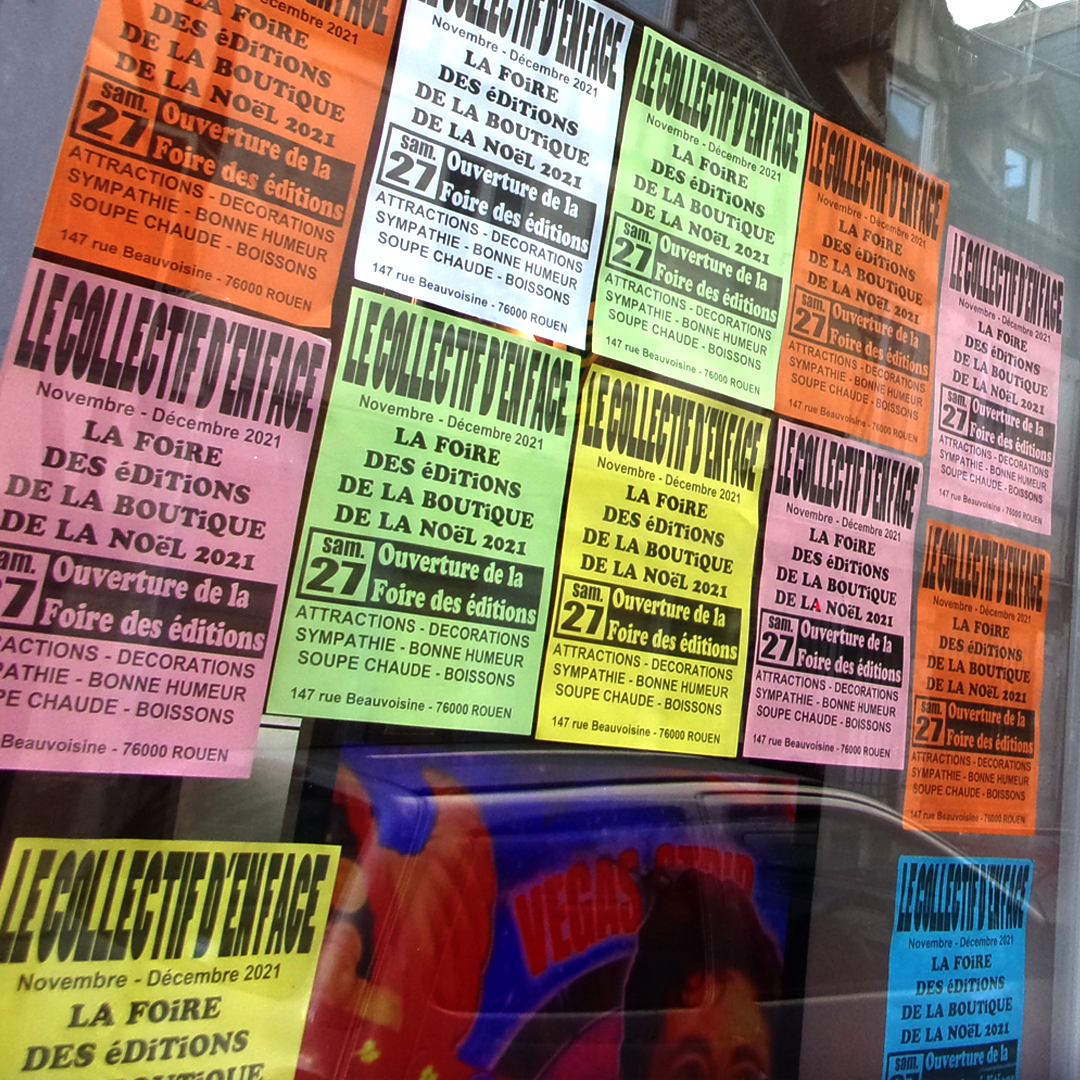 Décembre 2021
LA FOiRE
DES éDiTiONS
DE LA BOUTiQUE
DE LA NOëL 2021
sam.
27
Ouverture de la
Foire des éditions
ATTRACTIONS - DECORATIONS
SYMPATHIE - BONNE HUMEUR
SOUPE CHAUDE - BOISSONS
147 rue Beauvoisine - 76000 ROUEN
LE COLLECTIF D'ENFACE
Novembre - Décembre 2021
LA FOiRE
DES éDiTiONS
DE LA BOUTiQUE
DE LA NOëL 2021
sam.
27
Ouverture de la
Foire des éditions
ATTRACTIONS - DECORATIONS
SYMPATHIE - BONNE HUMEUR
SOUPE CHAUDE - BOISSONS
147 rue Beauvoisine - 76000 ROUEN
LE COLLECTIF D'ENFACE
Novembre - Décembre 2021
LA FOiRE
DES éDiTiONS
DE LA BOUTiQUE
DE LA NOëL 2021
sam.
27
Ouverture de la
Foire des éditions
ATTRACTIONS - DECORATIONS
SYMPATHIE - BONNE HUMEUR
SOUPE CHAUDE - BOISSONS
147 rue Beauvoisine - 76000 ROUEN
LE COLLECTIF D'ENFACE
Novembre - Décembre 2021
LA FOiRE
DES éDiTiONS
DE LA BOUTiQUE
DE LA NOëL 2021
sam.
27
Ouverture de la
Foire des éditions
ATTRACTIONS - DECORATIONS
SYMPATHIE - BONNE HUMEUR
SOUPE CHAUDE - BOISSONS
147 rue Beauvoisine - 76000 ROUEN
LE COLLECTIF D'ENFACE
Novembre - Décembre 2021
LA FOiRE
DES éDiTiONS
DE LA BOUTiQUE
DE LA NOëL 2021
sam.
27
Ouverture de la
Foire des éditions
ATTRACTIONS - DECORATIONS
SYMPATHIE - BONNE HUMEUR
SOUPE CHAUDE - BOISSONS
147 rue Beauvoisine - 76000 ROUEN
LE COLLECTIF D'ENFACE
Novembre - Décembre 2021
LA FOiRE
DES éDiTiONS
DE LA BOUTiQUE
DE LA NOëL 2021
am.
7
Ouverture de la
Foire des éditions
ACTIONS - DECORATIONS
PATHIE - BONNE HUMEUR
PE CHAUDE - BOISSONS
Beauvoisine - 76000 ROUEN
LE COLLECTIF D'ENFACE
Novembre - Décembre 2021
LA FOiRE
DES éDiTiONS
DE LA BOUTiQUE
DE LA NOëL 2021
sam.
27
Ouverture de la
Foire des éditions
ATTRACTIONS - DECORATIONS
SYMPATHIE - BONNE HUMEUR
SOUPE CHAUDE - BOISSONS
147 rue Beauvoisine - 76000 ROUEN
LE COLLECTIF D'ENFACE
Novembre - Décembre 2021
LA FOiRE
DES éDiTiONS
DE LA BOUTiQUE
DE LA NOëL 2021
sam.
27
Ouverture de la
Foire des éditions
ATTRACTIONS - DECORATIONS
SYMPATHIE - BONNE HUMEUR
SOUPE CHAUDE - BOISSONS
147 rue Beauvoisine - 76000 ROUEN
LE COLLECTIF D'ENFACE
Novembre - Décembre 2021
LA FOiRE
DES éDiTiONS
DE LA BOUTiQUE
DE LA NOëL 2021
sam.
27
Ouverture de la
Foire des éditions
ATTRACTIONS - DECORATIONS
SYMPATHIE - BONNE HUMEUR
SOUPE CHAUDE - BOISSONS
147 rue Beauvoisine - 76000 ROUEN
LE COLLECTIF D'ENFACE
Novembre - Décembre 2021
LA FOiRE
DES éDiTiONS
DE LA BOUTiQUE
DE LA NOëL 2021
sam.
27
Ouverture de la
Foire des éditions
ATTRACTIONS - DECORATIONS
SYMPATHIE - BONNE HUMEUR
SOUPE CHAUDE - BOISSONS
147 rue Beauvoisine - 76000 ROUEN
LE COLLECTIF D'ENFACE
Novembre - Décembre 2021
LA FOiRE
DES éDiTiONS
BOUTiQUE
VEGAS STRIP
LE COLLECTIF D'ENFACE
Novembre - Décembre 2021
LA FOiRE
DES éDiTiONS
DE LA BOUTiQUE
DE LA NOëL 2021
sam.
Ouverture de la